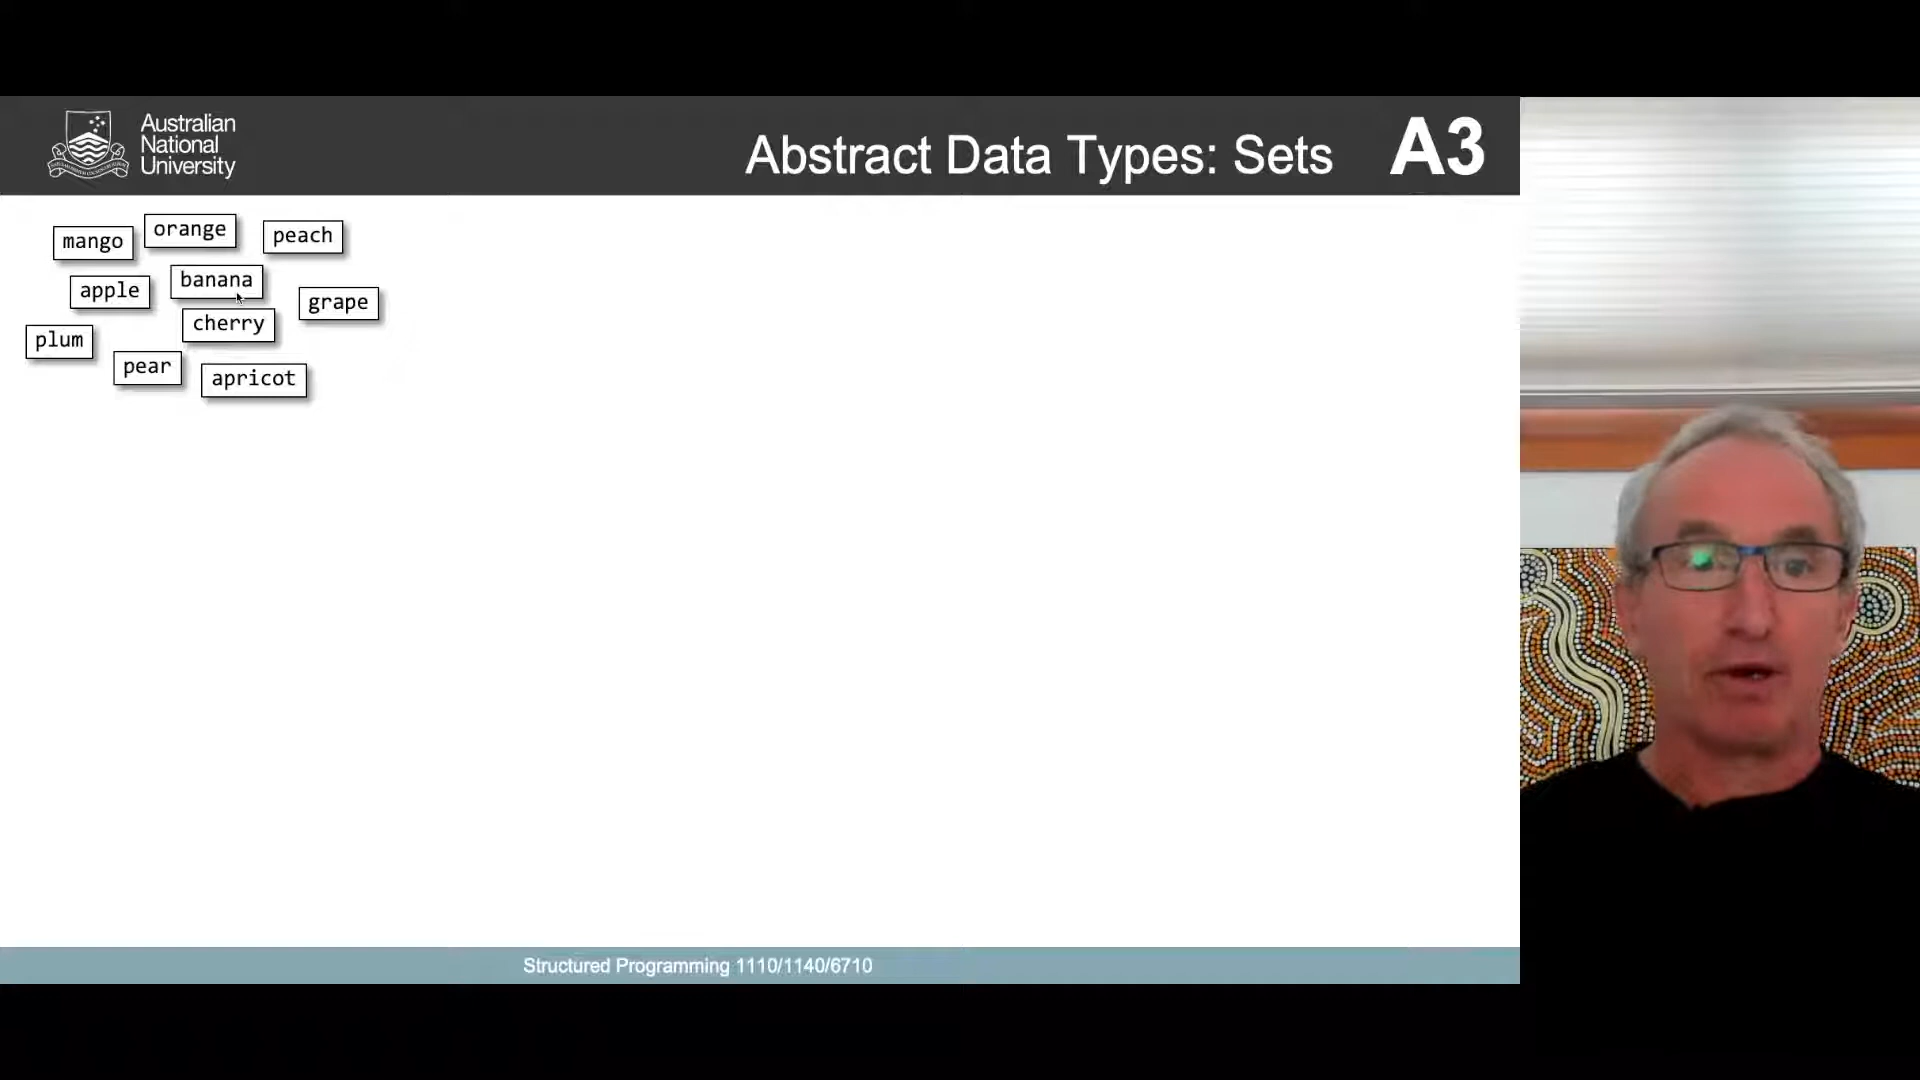 Australian
National
University
Abstract Data Types: Sets
A3
mango
orange
peach
apple
banana
grape
plum
cherry
pear
apricot
Structured Programming 1110/1140/6710